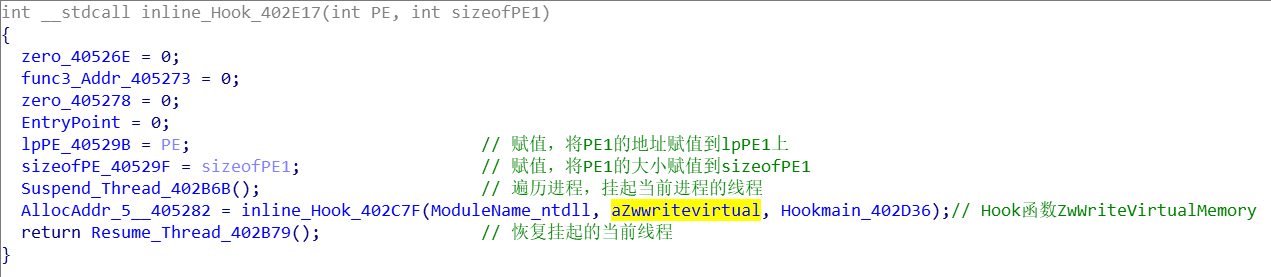 int __stdcall inline_Hook_402E17(int PE, int sizeofPE1)
{
zero_40526E = 0;
func3_Addr_405273 = 0;
zero_405278 = 0;
EntryPoint = 0;
lpPE_40529B = PE; // 赋值，将PE1的地址赋值到lpPE1上
sizeofPE_40529F = sizeofPE1; // 赋值，将PE1的大小赋值到sizeofPE1
Suspend_Thread_402B6B(); // 遍历进程，挂起当前进程的线程
AllocAddr_5__405282 = inline_Hook_402C7F(ModuleName_ntdll, aZwwritevirtual, Hookmain_402D36);// Hook函数ZwWriteVirtualMemory
return Resume_Thread_402B79(); // 恢复挂起的当前线程
}